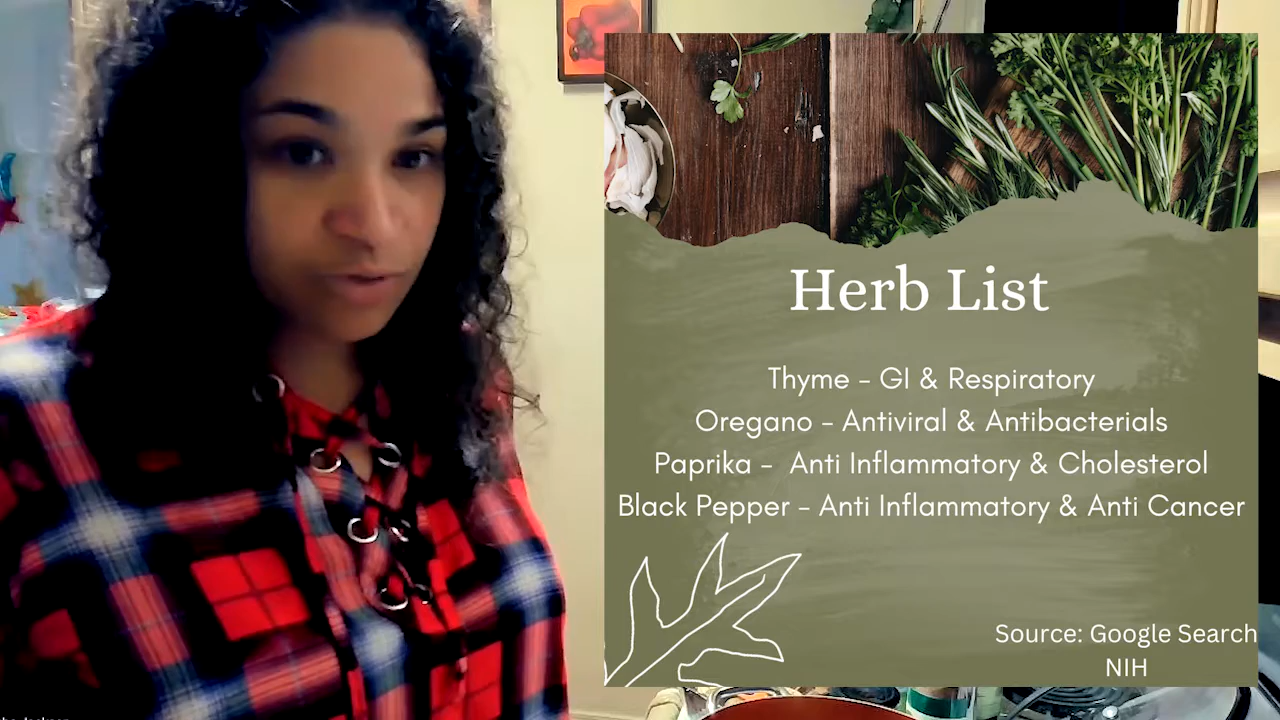 Herb List
Thyme - GI & Respiratory
Oregano - Antiviral & Antibacterials
Paprika - Anti Inflammatory & Cholesterol
Black Pepper - Anti Inflammatory & Anti Cancer
Source: Google Search
NIH